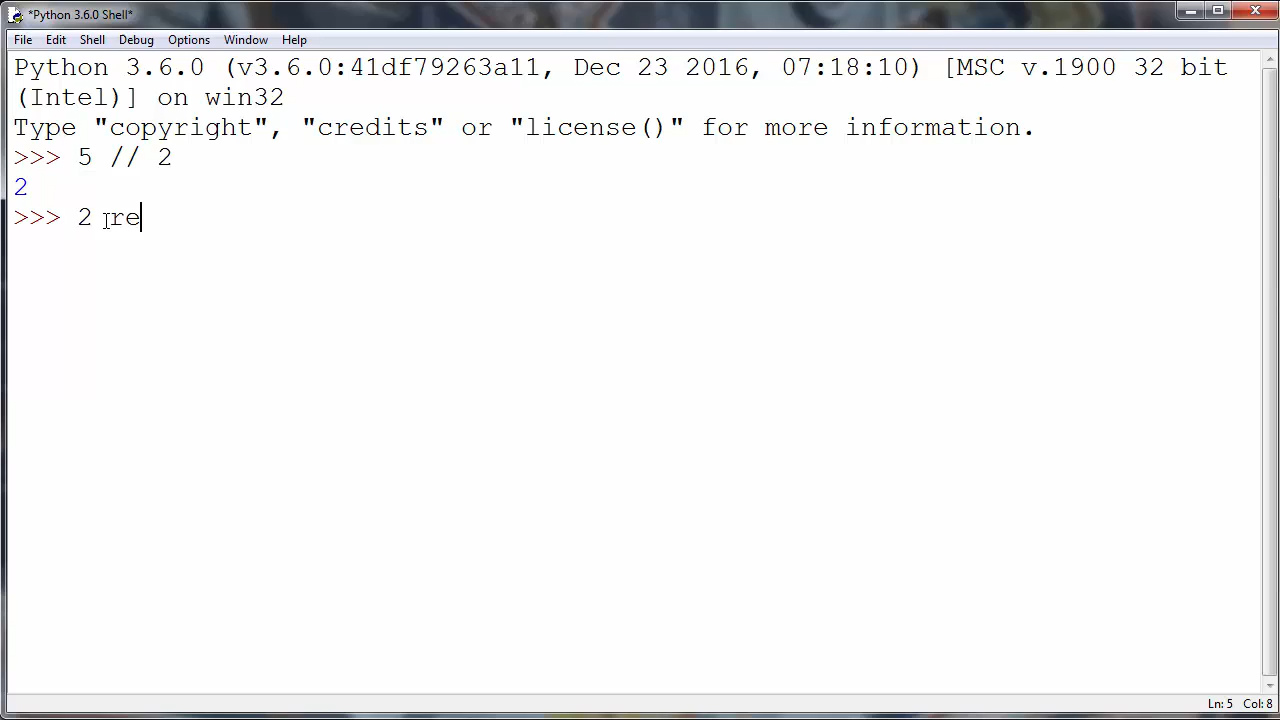 *Python 3.6.0 Shell*
File Edit Shell Debug Options Window Help
Python 3.6.0 (v3.6.0:41df79263a11, Dec 23 2016, 07:18:10) [MSC v.1900 32 bit
(Intel)] on win32
Type "copyright", "credits" or "license()" for more information.
>>> 5 // 2
2
>>> 2 re
Ln: 5 Col: 8